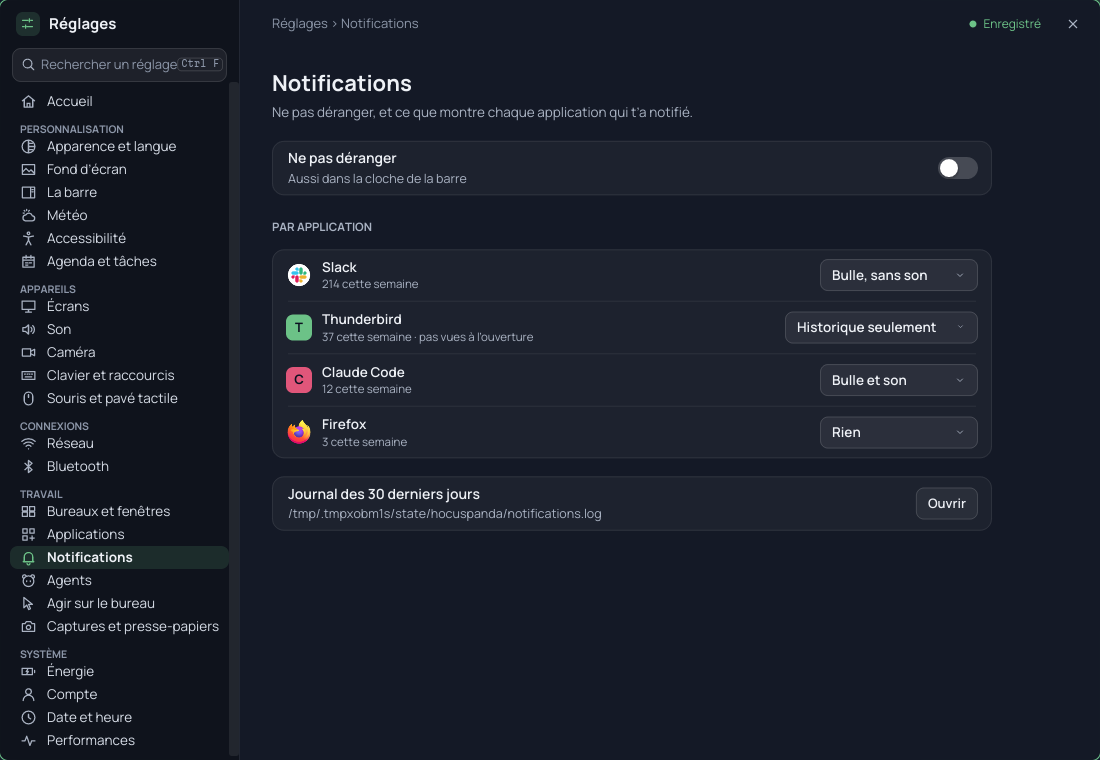 Réglages
Rechercher un réglage Ctrl F
Accueil
PERSONNALISATION
Apparence et langue
Fond d'écran
La barre
Météo
Accessibilité
Agenda et tâches
APPAREILS
Écrans
Son
Caméra
Clavier et raccourcis
Souris et pavé tactile
CONNEXIONS
Réseau
Bluetooth
TRAVAIL
Bureaux et fenêtres
Applications
Notifications
Agents
Agir sur le bureau
Captures et presse-papiers
SYSTÈME
Énergie
Compte
Date et heure
Performances
Réglages › Notifications
Enregistré
Notifications
Ne pas déranger, et ce que montre chaque application qui t'a notifié.
Ne pas déranger
Aussi dans la cloche de la barre
PAR APPLICATION
Slack
214 cette semaine
Bulle, sans son
T
Thunderbird
37 cette semaine · pas vues à l'ouverture
Historique seulement
C
Claude Code
12 cette semaine
Bulle et son
Firefox
3 cette semaine
Rien
Journal des 30 derniers jours
/tmp/.tmpxobm1s/state/hocuspanda/notifications.log
Ouvrir